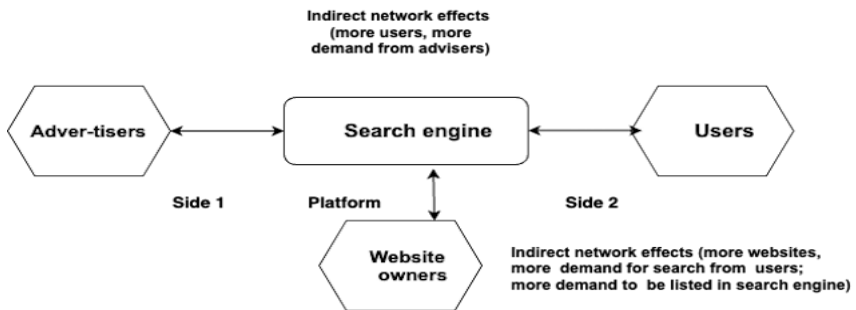 Indirect network effects
(more users, more
demand from advisers)
Adver-tisers
Search engine
Users
Side 1
Platform
Side 2
Website
owners
Indirect network effects (more websites,
more demand for search from users;
more demand to be listed in search engine)